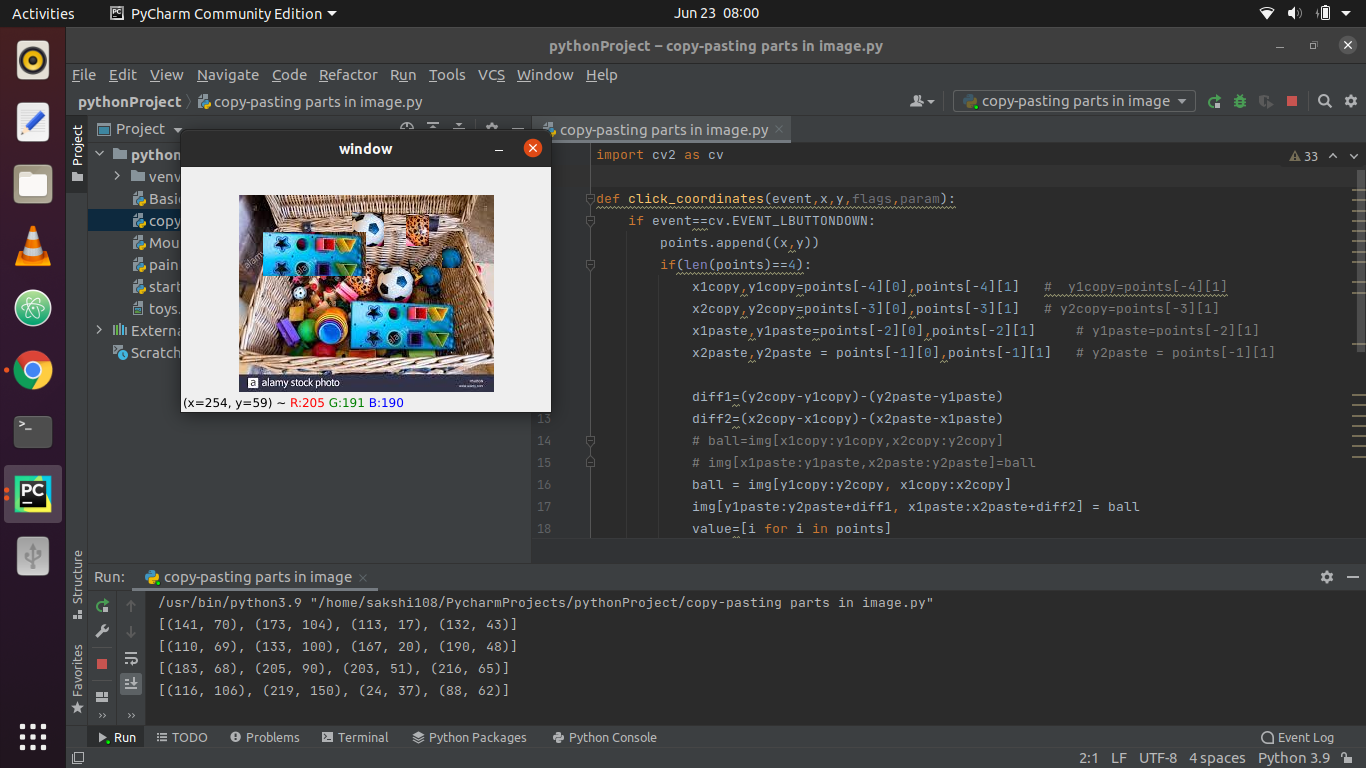 Activities
PyCharm Community Edition
Jun 23 08:00
pythonProject – copy-pasting parts in image.py
File Edit View Navigate Code Refactor Run Tools VCS Window Help
pythonProject copy-pasting parts in image.py
copy-pasting parts in image
Project
Project
python
venv
Basi
copy
Mou
pain
start
toys.
Externa
Scratch
Structure
Favorites
window
a alamy stock photo
(x=254, y=59) ~ R:205 G:191 B:190
copy-pasting parts in image.py
33
import cv2 as cv
def click_coordinates(event,x,y,flags,param):
if event==cv.EVENT_LBUTTONDOWN:
points.append((x,y))
if(len(points)==4):
x1copy,y1copy=points[-4][0],points[-4][1] # y1copy=points[-4][1]
x2copy,y2copy=points[-3][0],points[-3][1] # y2copy=points[-3][1]
x1paste,y1paste=points[-2][0],points[-2][1] # y1paste=points[-2][1]
x2paste,y2paste = points[-1][0],points[-1][1] # y2paste = points[-1][1]
diff1=(y2copy-y1copy)-(y2paste-y1paste)
13 diff2=(x2copy-x1copy)-(x2paste-x1paste)
14 # ball=img[x1copy:y1copy,x2copy:y2copy]
15 # img[x1paste:y1paste,x2paste:y2paste]=ball
16 ball = img[y1copy:y2copy, x1copy:x2copy]
17 img[y1paste:y2paste+diff1, x1paste:x2paste+diff2] = ball
18 value=[i for i in points]
Run: copy-pasting parts in image
/usr/bin/python3.9 "/home/sakshi108/PycharmProjects/pythonProject/copy-pasting parts in image.py"
[(141, 70), (173, 104), (113, 17), (132, 43)]
[(110, 69), (133, 100), (167, 20), (190, 48)]
[(183, 68), (205, 90), (203, 51), (216, 65)]
[(116, 106), (219, 150), (24, 37), (88, 62)]
Run TODO Problems Terminal Python Packages Python Console Event Log
2:1 LF UTF-8 4 spaces Python 3.9